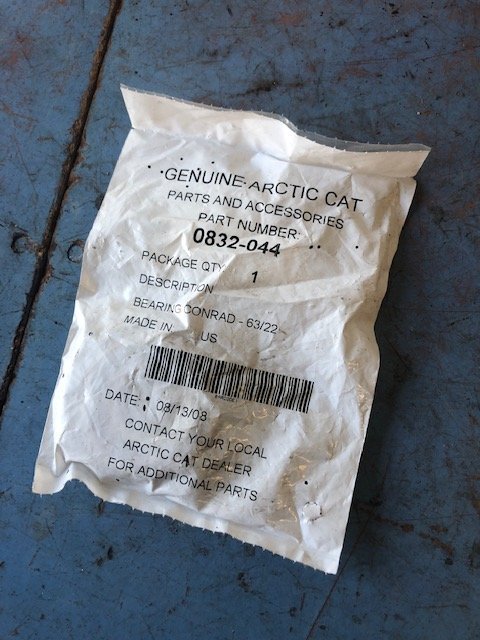 GENUINE ARCTIC CAT
PARTS AND ACCESSORIES
PART NUMBER:
0832-044
PACKAGE QTY: 1
DESCRIPTION
BEARING CONRAD - 63/22
MADE IN US
DATE: 08/13/08
CONTACT YOUR LOCAL
ARCTIC CAT DEALER
FOR ADDITIONAL PARTS